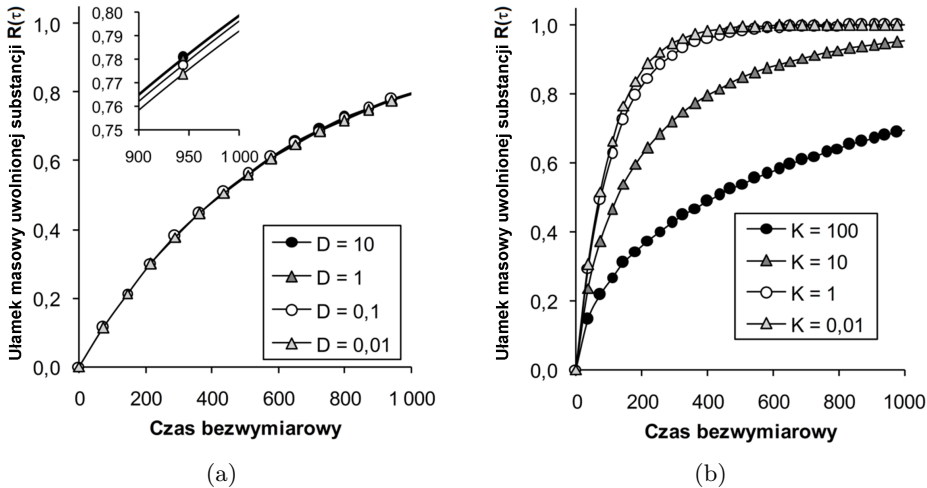 Ułamek masowy uwolnionej substancji R(τ)
1,0
0,8
0,6
0,4
0,2
0,0
0,80
0,79
0,78
0,77
0,76
0,75
900
950
1000
D = 10
D = 1
D = 0,1
D = 0,01
0
200
400
600
800
1 000
Czas bezwymiarowy
(a)
Ułamek masowy uwolnionej substancji R(τ)
1,0
0,8
0,6
0,4
0,2
0,0
K = 100
K = 10
K = 1
K = 0,01
0
200
400
600
800
1000
Czas bezwymiarowy
(b)